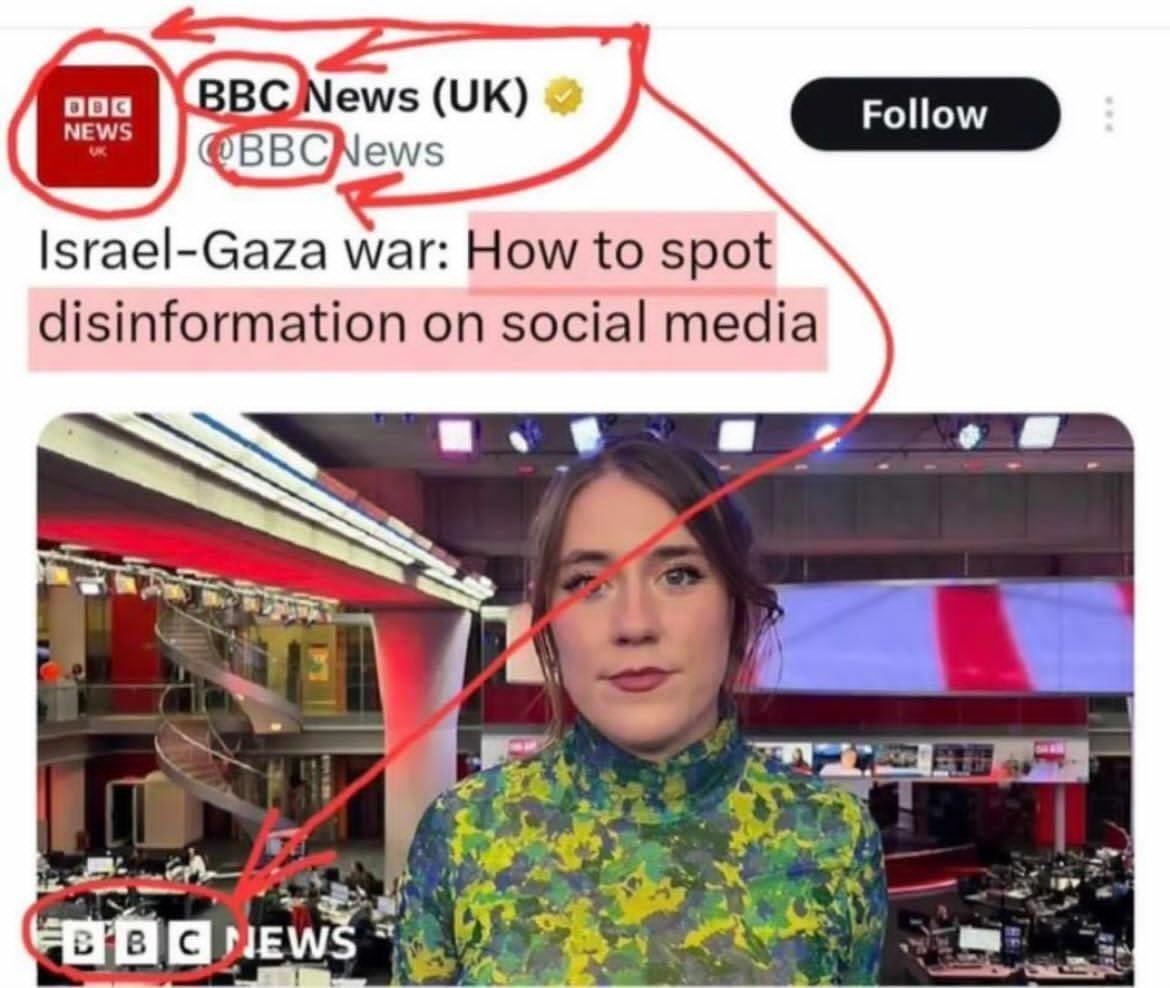 BBC
NEWS
UK
BBC News (UK)
@BBCNews
Follow
Israel-Gaza war: How to spot
disinformation on social media
BBC NEWS